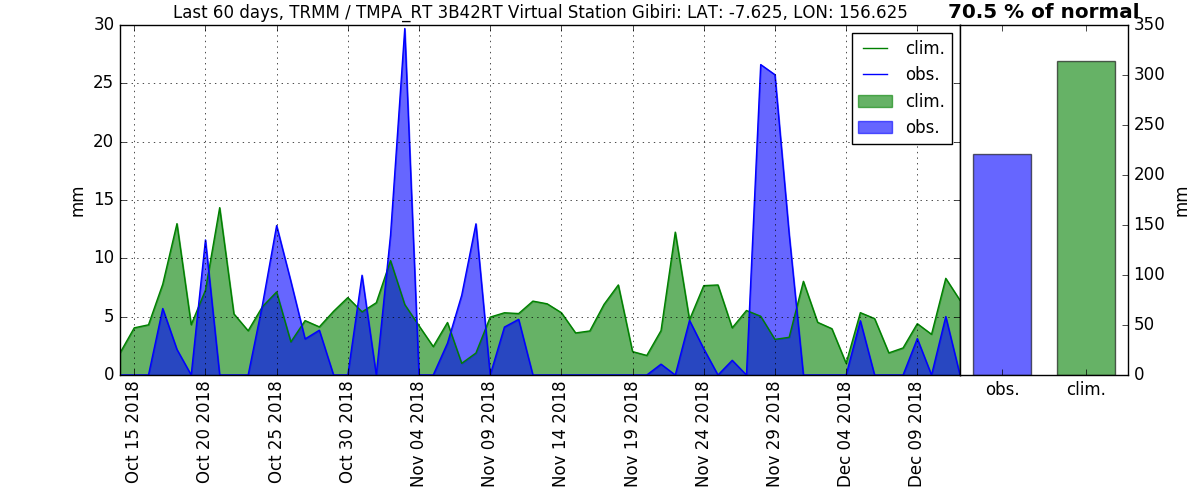 Last 60 days, TRMM / TMPA_RT 3B42RT Virtual Station Gibiri: LAT: -7.625, LON: 156.625
70.5 % of normal
30
25
20
15
10
5
0
mm
clim.
obs.
clim.
obs.
350
300
250
200
150
100
50
0
mm
obs.
clim.
Oct 15 2018
Oct 20 2018
Oct 25 2018
Oct 30 2018
Nov 04 2018
Nov 09 2018
Nov 14 2018
Nov 19 2018
Nov 24 2018
Nov 29 2018
Dec 04 2018
Dec 09 2018